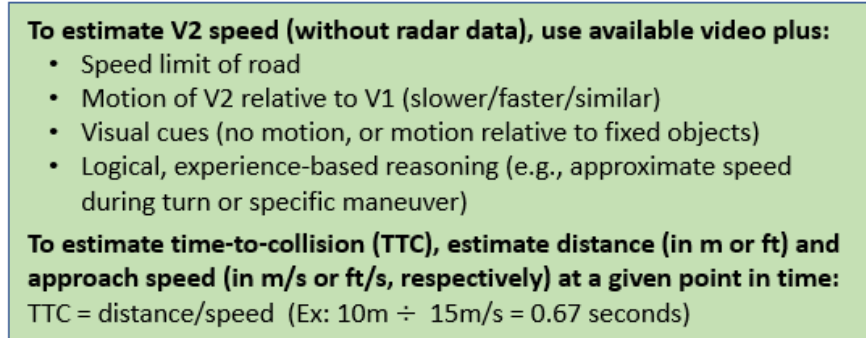 To estimate V2 speed (without radar data), use available video plus:
• Speed limit of road
• Motion of V2 relative to V1 (slower/faster/similar)
• Visual cues (no motion, or motion relative to fixed objects)
• Logical, experience-based reasoning (e.g., approximate speed
during turn or specific maneuver)
To estimate time-to-collision (TTC), estimate distance (in m or ft) and
approach speed (in m/s or ft/s, respectively) at a given point in time:
TTC = distance/speed (Ex: 10m ÷ 15m/s = 0.67 seconds)